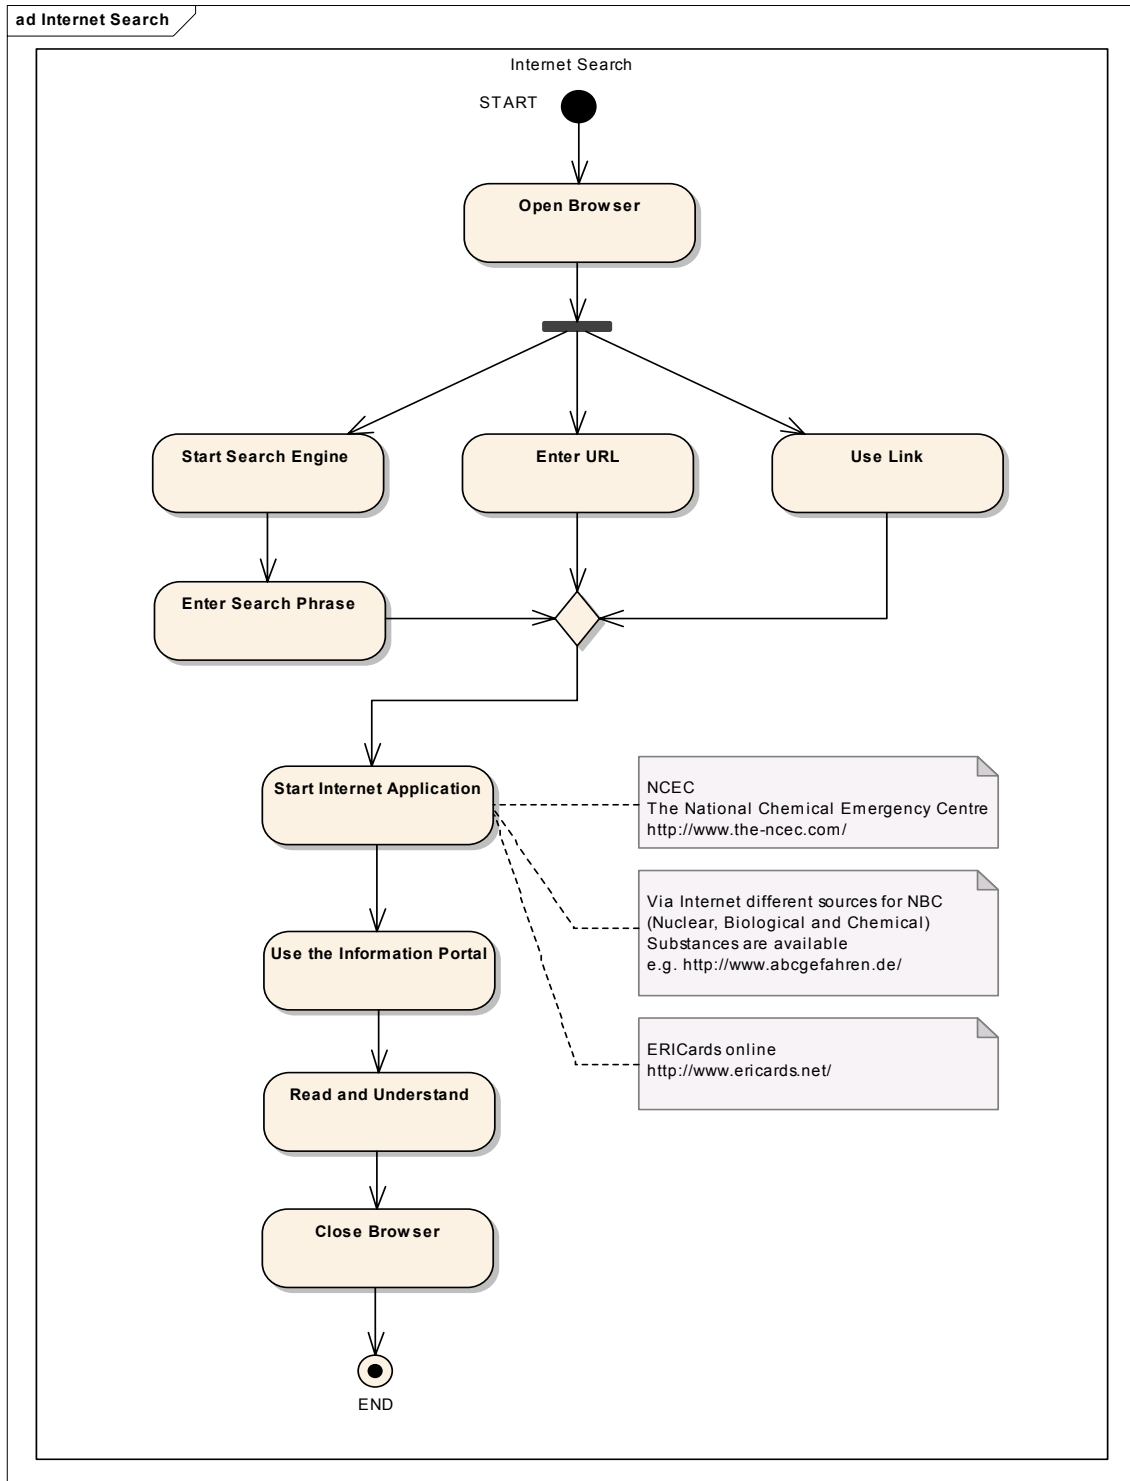 ad Internet Search
Internet Search
START
Open Browser
Start Search Engine
Enter URL
Use Link
Enter Search Phrase
Start Internet Application
NCEC
The National Chemical Emergency Centre
http://www.the-ncec.com/
Via Internet different sources for NBC
(Nuclear, Biological and Chemical)
Substances are available
e.g. http://www.abcgefahren.de/
Use the Information Portal
ERICards online
http://www.ericards.net/
Read and Understand
Close Browser
END